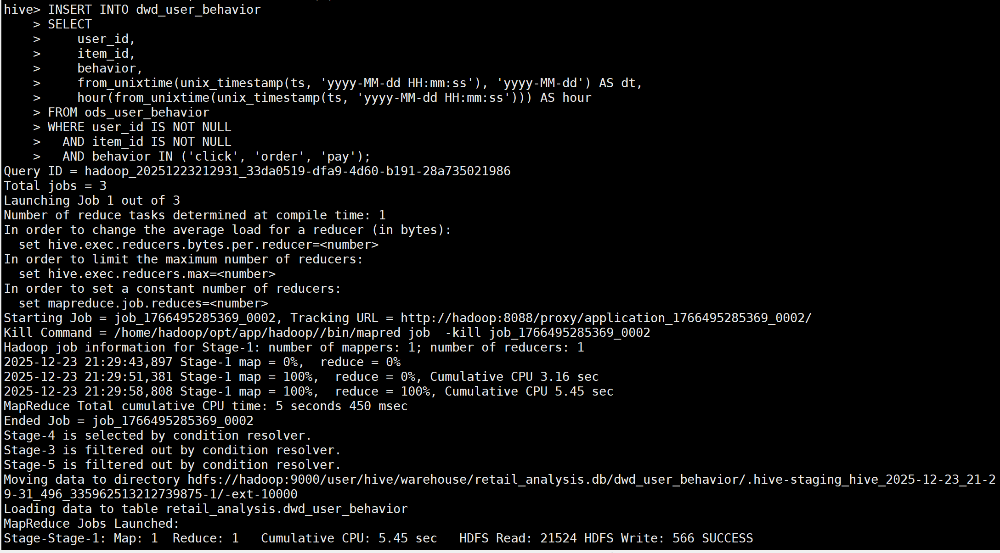 hive> INSERT INTO dwd_user_behavior
    > SELECT
    >     user_id,
    >     item_id,
    >     behavior,
    >     from_unixtime(unix_timestamp(ts, 'yyyy-MM-dd HH:mm:ss'), 'yyyy-MM-dd') AS dt,
    >     hour(from_unixtime(unix_timestamp(ts, 'yyyy-MM-dd HH:mm:ss'))) AS hour
    > FROM ods_user_behavior
    > WHERE user_id IS NOT NULL
    >   AND item_id IS NOT NULL
    >   AND behavior IN ('click', 'order', 'pay');
Query ID = hadoop_20251223212931_33da0519-dfa9-4d60-b191-28a735021986
Total jobs = 3
Launching Job 1 out of 3
Number of reduce tasks determined at compile time: 1
In order to change the average load for a reducer (in bytes):
  set hive.exec.reducers.bytes.per.reducer=<number>
In order to limit the maximum number of reducers:
  set hive.exec.reducers.max=<number>
In order to set a constant number of reducers:
  set mapreduce.job.reduces=<number>
Starting Job = job_1766495285369_0002, Tracking URL = http://hadoop:8088/proxy/application_1766495285369_0002/
Kill Command = /home/hadoop/opt/app/hadoop//bin/mapred job  -kill job_1766495285369_0002
Hadoop job information for Stage-1: number of mappers: 1; number of reducers: 1
2025-12-23 21:29:43,897 Stage-1 map = 0%,  reduce = 0%
2025-12-23 21:29:51,381 Stage-1 map = 100%,  reduce = 0%, Cumulative CPU 3.16 sec
2025-12-23 21:29:58,808 Stage-1 map = 100%,  reduce = 100%, Cumulative CPU 5.45 sec
MapReduce Total cumulative CPU time: 5 seconds 450 msec
Ended Job = job_1766495285369_0002
Stage-4 is selected by condition resolver.
Stage-3 is filtered out by condition resolver.
Stage-5 is filtered out by condition resolver.
Moving data to directory hdfs://hadoop:9000/user/hive/warehouse/retail_analysis.db/dwd_user_behavior/.hive-staging_hive_2025-12-23_21-2
9-31_496_335962513212739875-1/-ext-10000
Loading data to table retail_analysis.dwd_user_behavior
MapReduce Jobs Launched:
Stage-Stage-1: Map: 1  Reduce: 1   Cumulative CPU: 5.45 sec   HDFS Read: 21524 HDFS Write: 566 SUCCESS